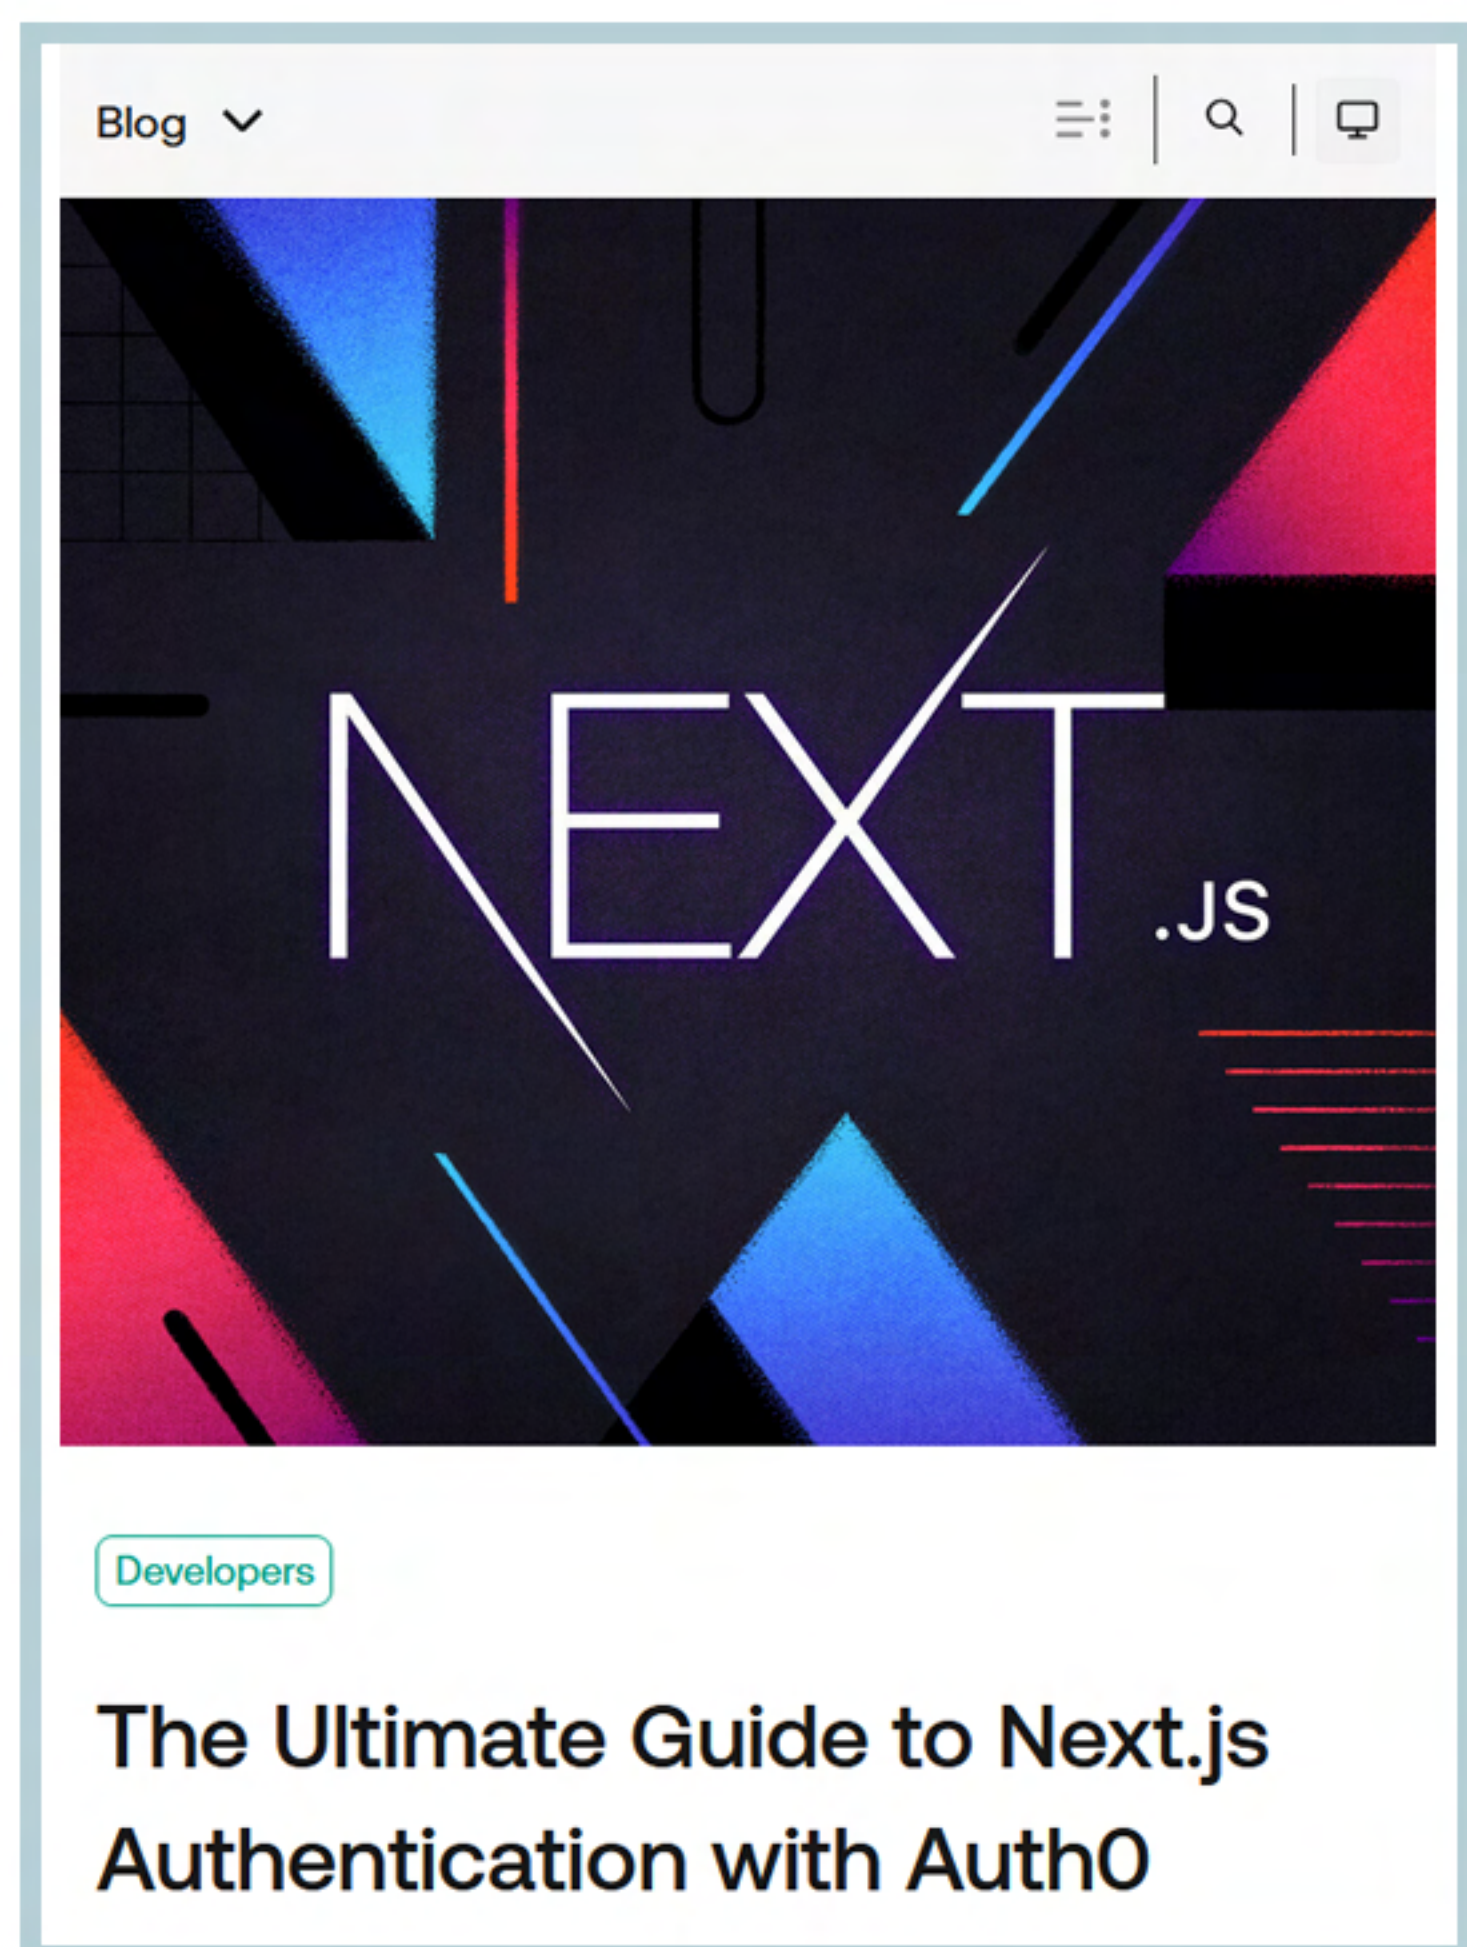 Blog
NEXT.JS
Developers
The Ultimate Guide to Next.js
Authentication with Auth0